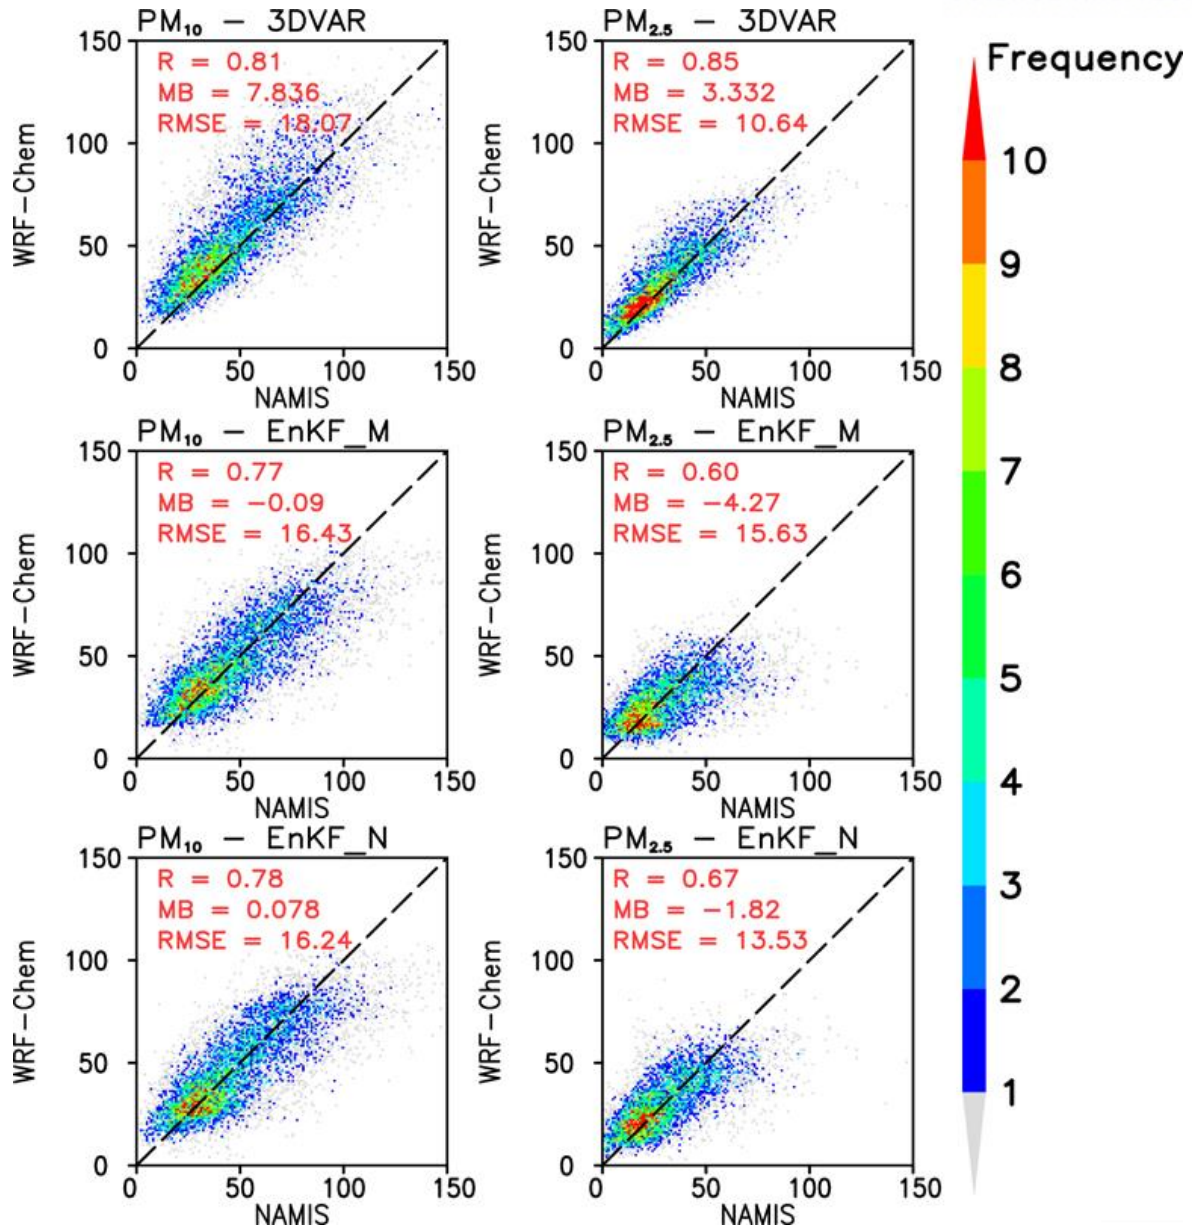 PM₁₀ – 3DVAR
R = 0.81
MB = 7.836
RMSE = 18.07
150
100
50
0
WRF-Chem
0 50 100 150
NAMIS
PM₂.₅ – 3DVAR
R = 0.85
MB = 3.332
RMSE = 10.64
150
100
50
0
WRF-Chem
0 50 100 150
NAMIS
PM₁₀ – EnKF_M
R = 0.77
MB = -0.09
RMSE = 16.43
150
100
50
0
WRF-Chem
0 50 100 150
NAMIS
PM₂.₅ – EnKF_M
R = 0.60
MB = -4.27
RMSE = 15.63
150
100
50
0
WRF-Chem
0 50 100 150
NAMIS
PM₁₀ – EnKF_N
R = 0.78
MB = 0.078
RMSE = 16.24
150
100
50
0
WRF-Chem
0 50 100 150
NAMIS
PM₂.₅ – EnKF_N
R = 0.67
MB = -1.82
RMSE = 13.53
150
100
50
0
WRF-Chem
0 50 100 150
NAMIS
Frequency
10
9
8
7
6
5
4
3
2
1